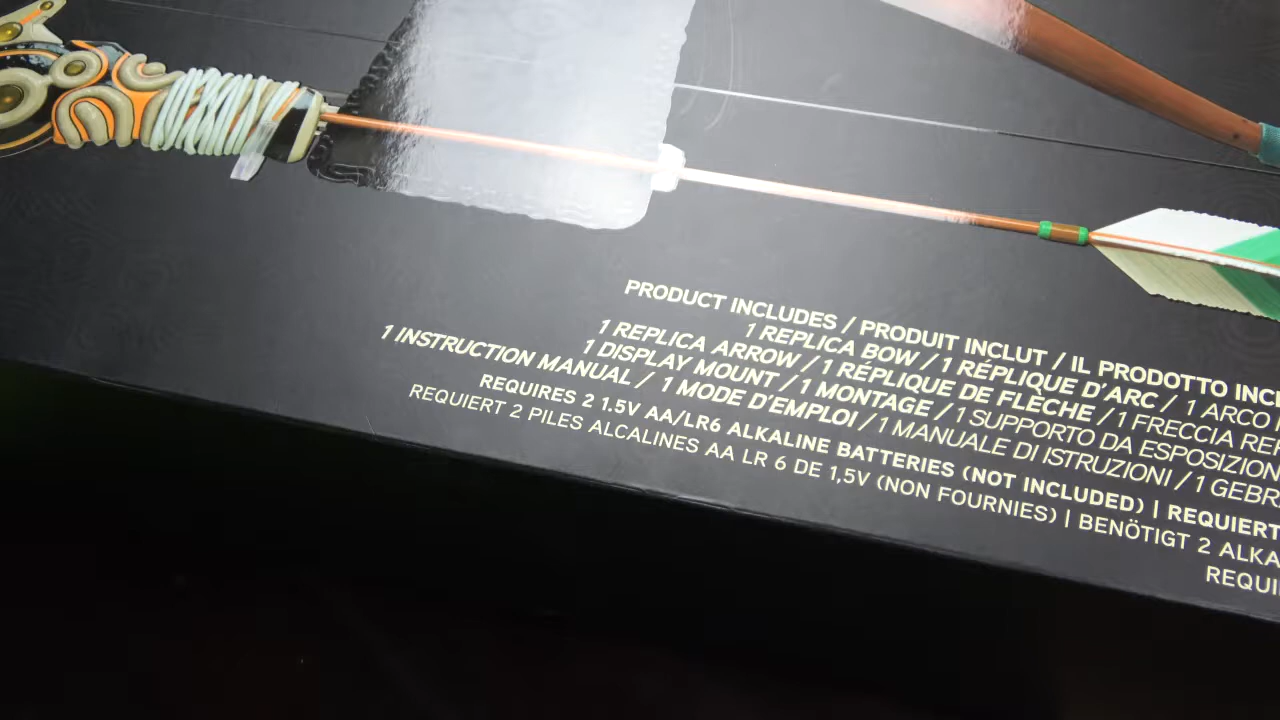 PRODUCT INCLUDES / PRODUIT INCLUT / IL PRODOTTO
1 REPLICA BOW / 1 RÉPLIQUE D'ARC / 1 ARCO
1 REPLICA ARROW / 1 RÉPLIQUE DE FLÈCHE / 1 FRECCIA
1 DISPLAY MOUNT / 1 MONTAGE / 1 SUPPORTO DA
1 INSTRUCTION MANUAL / 1 MODE D'EMPLOI / 1 MANUALE DI ISTRUZIONI / 1
REQUIRES 2 1.5V AA/LR6 ALKALINE BATTERIES (NOT INCLUDED) | REQUIERT
REQUIERT 2 PILES ALCALINES AA LR 6 DE 1,5V (NON FOURNIES) | BENÖTIGT 2